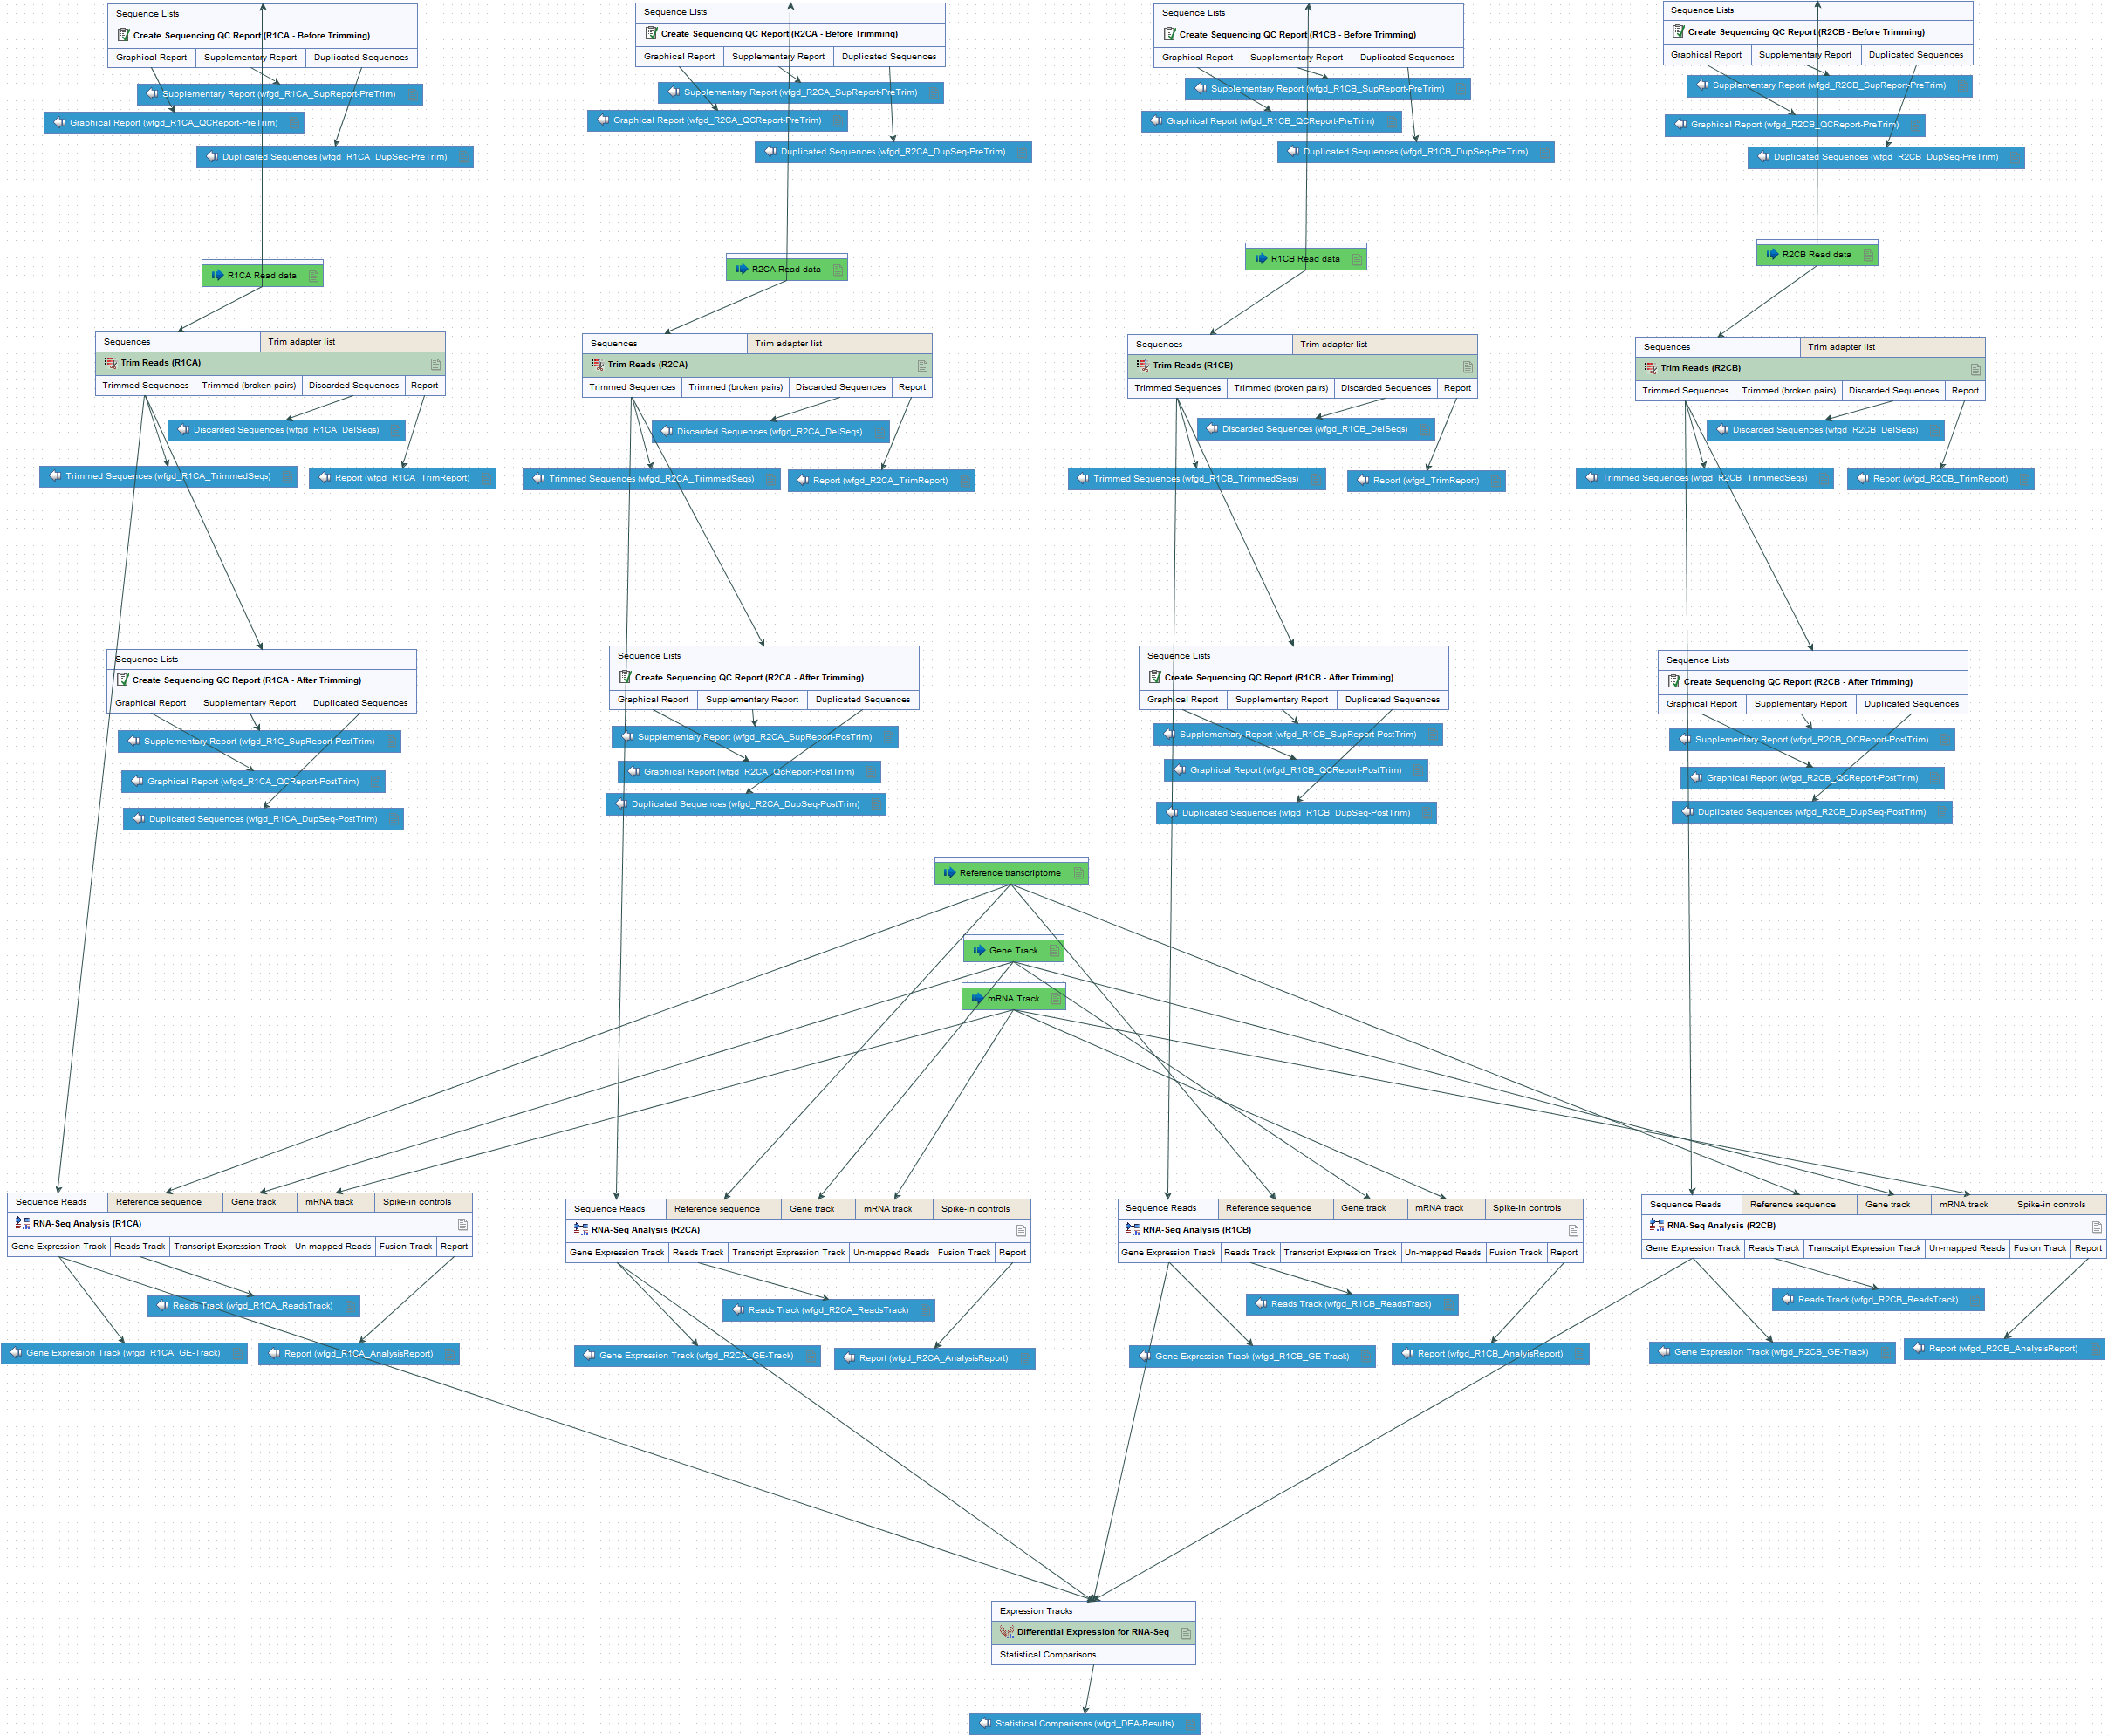 Sequence Lists
Create Sequencing QC Report (R1CA - Before Trimming)
Graphical Report Supplementary Report Duplicated Sequences
Supplementary Report (wfgd_R1CA_SupReport-PreTrim)
Graphical Report (wfgd_R1CA_QCReport-PreTrim)
Duplicated Sequences (wfgd_R1CA_DupSeq-PreTrim)
Sequence Lists
Create Sequencing QC Report (R2CA - Before Trimming)
Graphical Report Supplementary Report Duplicated Sequences
Supplementary Report (wfgd_R2CA_SupReport-PreTrim)
Graphical Report (wfgd_R2CA_QCReport-PreTrim)
Duplicated Sequences (wfgd_R2CA_DupSeq-PreTrim)
Sequence Lists
Create Sequencing QC Report (R1CB - Before Trimming)
Graphical Report Supplementary Report Duplicated Sequences
Supplementary Report (wfgd_R1CB_SupReport-PreTrim)
Graphical Report (wfgd_R1CB_QCReport-PreTrim)
Duplicated Sequences (wfgd_R1CB_DupSeq-PreTrim)
Sequence Lists
Create Sequencing QC Report (R2CB - Before Trimming)
Graphical Report Supplementary Report Duplicated Sequences
Supplementary Report (wfgd_R2CB_SupReport-PreTrim)
Graphical Report (wfgd_R2CB_QCReport-PreTrim)
Duplicated Sequences (wfgd_R2CB_DupSeq-PreTrim)
R1CA Read data
R2CA Read data
R1CB Read data
R2CB Read data
Sequences Trim adapter list
Trim Reads (R1CA)
Trimmed Sequences Trimmed (broken pairs) Discarded Sequences Report
Discarded Sequences (wfgd_R1CA_DelSeqs)
Trimmed Sequences (wfgd_R1CA_TrimmedSeqs)
Report (wfgd_R1CA_TrimReport)
Sequences Trim adapter list
Trim Reads (R2CA)
Trimmed Sequences Trimmed (broken pairs) Discarded Sequences Report
Discarded Sequences (wfgd_R2CA_DelSeqs)
Trimmed Sequences (wfgd_R2CA_TrimmedSeqs)
Report (wfgd_R2CA_TrimReport)
Sequences Trim adapter list
Trim Reads (R1CB)
Trimmed Sequences Trimmed (broken pairs) Discarded Sequences Report
Discarded Sequences (wfgd_R1CB_DelSeqs)
Trimmed Sequences (wfgd_R1CB_TrimmedSeqs)
Report (wfgd_TrimReport)
Sequences Trim adapter list
Trim Reads (R2CB)
Trimmed Sequences Trimmed (broken pairs) Discarded Sequences Report
Discarded Sequences (wfgd_R2CB_DelSeqs)
Trimmed Sequences (wfgd_R2CB_TrimmedSeqs)
Report (wfgd_R2CB_TrimReport)
Sequence Lists
Create Sequencing QC Report (R1CA - After Trimming)
Graphical Report Supplementary Report Duplicated Sequences
Supplementary Report (wfgd_R1C_SupReport-PostTrim)
Graphical Report (wfgd_R1CA_QCReport-PostTrim)
Duplicated Sequences (wfgd_R1CA_DupSeq-PostTrim)
Sequence Lists
Create Sequencing QC Report (R2CA - After Trimming)
Graphical Report Supplementary Report Duplicated Sequences
Supplementary Report (wfgd_R2CA_SupReport-PosTrim)
Graphical Report (wfgd_R2CA_QcReport-PostTrim)
Duplicated Sequences (wfgd_R2CA_DupSeq-PostTrim)
Sequence Lists
Create Sequencing QC Report (R1CB - After Trimming)
Graphical Report Supplementary Report Duplicated Sequences
Supplementary Report (wfgd_R1CB_SupReport-PostTrim)
Graphical Report (wfgd_R1CB_QCReport-PostTrim)
Duplicated Sequences (wfgd_R1CB_DupSeq-PostTrim)
Sequence Lists
Create Sequencing QC Report (R2CB - After Trimming)
Graphical Report Supplementary Report Duplicated Sequences
Supplementary Report (wfgd_R2CB_QCReport-PostTrim)
Graphical Report (wfgd_R2CB_QCReport-PostTrim)
Duplicated Sequences (wfgd_R2CB_DupSeq-PostTrim)
Reference transcriptome
Gene Track
mRNA Track
Sequence Reads Reference sequence Gene track mRNA track Spike-in controls
RNA-Seq Analysis (R1CA)
Gene Expression Track Reads Track Transcript Expression Track Un-mapped Reads Fusion Track Report
Reads Track (wfgd_R1CA_ReadsTrack)
Gene Expression Track (wfgd_R1CA_GE-Track)
Report (wfgd_R1CA_AnalysisReport)
Sequence Reads Reference sequence Gene track mRNA track Spike-in controls
RNA-Seq Analysis (R2CA)
Gene Expression Track Reads Track Transcript Expression Track Un-mapped Reads Fusion Track Report
Reads Track (wfgd_R2CA_ReadsTrack)
Gene Expression Track (wfgd_R2CA_GE-Track)
Report (wfgd_R2CA_AnalysisReport)
Sequence Reads Reference sequence Gene track mRNA track Spike-in controls
RNA-Seq Analysis (R1CB)
Gene Expression Track Reads Track Transcript Expression Track Un-mapped Reads Fusion Track Report
Reads Track (wfgd_R1CB_ReadsTrack)
Gene Expression Track (wfgd_R1CB_GE-Track)
Report (wfgd_R1CB_AnalysisReport)
Sequence Reads Reference sequence Gene track mRNA track Spike-in controls
RNA-Seq Analysis (R2CB)
Gene Expression Track Reads Track Transcript Expression Track Un-mapped Reads Fusion Track Report
Reads Track (wfgd_R2CB_ReadsTrack)
Gene Expression Track (wfgd_R2CB_GE-Track)
Report (wfgd_R2CB_AnalysisReport)
Expression Tracks
Differential Expression for RNA-Seq
Statistical Comparisons
Statistical Comparisons (wfgd_DEA-Results)